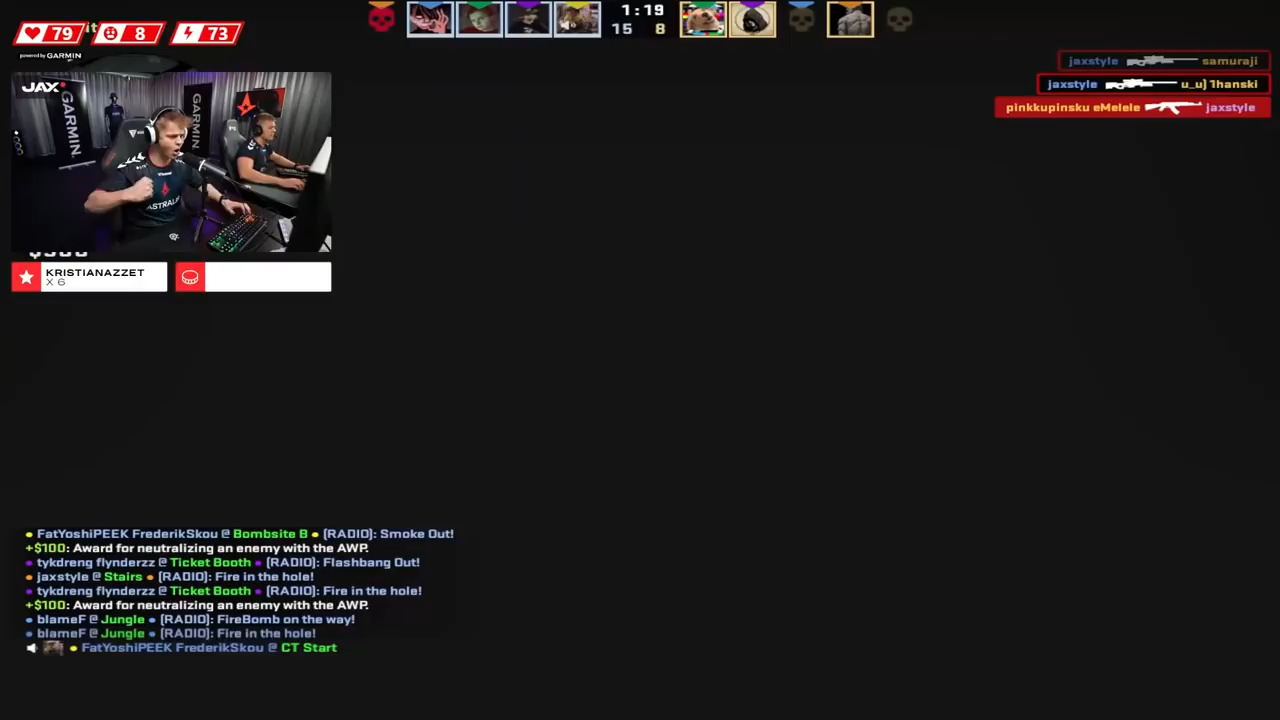 79 8 73
powered by GARMIN
JAX
GARMIN
GARMIN
ASTRALIS
$300
KRISTIANAZZET
X 6
1:19
15 8
jaxstyle samuraji
jaxstyle u_u] 1hanski
pinkkupinsku eMelele jaxstyle
FatYoshiPEEK FrederikSkou @ Bombsite B • (RADIO): Smoke Out!
+$100: Award for neutralizing an enemy with the AWP.
tykdreng flynderzz @ Ticket Booth • (RADIO): Flashbang Out!
jaxstyle @ Stairs • (RADIO): Fire in the hole!
tykdreng flynderzz @ Ticket Booth • (RADIO): Fire in the hole!
+$100: Award for neutralizing an enemy with the AWP.
blameF @ Jungle • (RADIO): FireBomb on the way!
blameF @ Jungle • (RADIO): Fire in the hole!
FatYoshiPEEK FrederikSkou @ CT Start